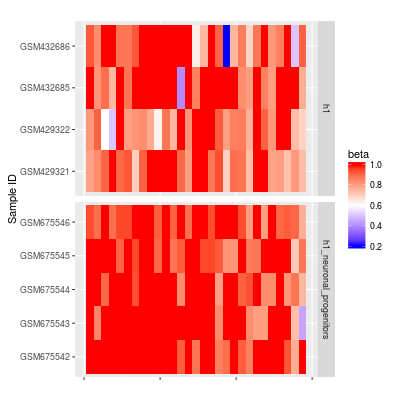 GSM432686
GSM432685
GSM429322
GSM429321
h1
GSM675546
GSM675545
GSM675544
GSM675543
GSM675542
h1_neuronal_progenitors
Sample ID
beta
1.0
0.8
0.6
0.4
0.2